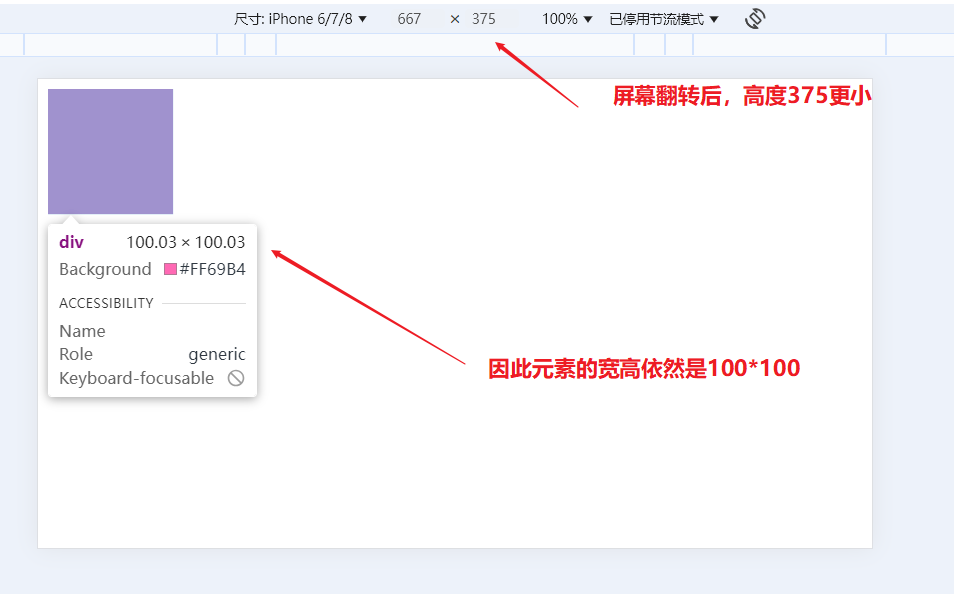 尺寸: iPhone 6/7/8 ▼ 667 × 375 100% ▼ 已停用节流模式 ▼
屏幕翻转后，高度375更小
div 100.03 × 100.03
Background #FF69B4
ACCESSIBILITY
Name
Role generic
Keyboard-focusable
因此元素的宽高依然是100*100